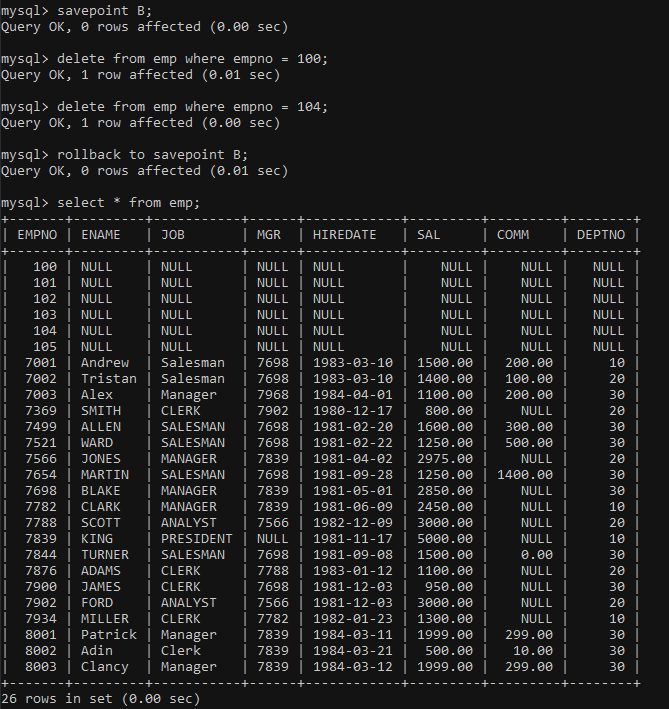 mysql> savepoint B;
Query OK, 0 rows affected (0.00 sec)

mysql> delete from emp where empno = 100;
Query OK, 1 row affected (0.01 sec)

mysql> delete from emp where empno = 104;
Query OK, 1 row affected (0.00 sec)

mysql> rollback to savepoint B;
Query OK, 0 rows affected (0.01 sec)

mysql> select * from emp;
+-------+----------+-----------+------+------------+---------+---------+--------+
| EMPNO | ENAME    | JOB       | MGR  | HIREDATE   | SAL     | COMM    | DEPTNO |
+-------+----------+-----------+------+------------+---------+---------+--------+
|   100 | NULL     | NULL      | NULL | NULL       |    NULL |    NULL |   NULL |
|   101 | NULL     | NULL      | NULL | NULL       |    NULL |    NULL |   NULL |
|   102 | NULL     | NULL      | NULL | NULL       |    NULL |    NULL |   NULL |
|   103 | NULL     | NULL      | NULL | NULL       |    NULL |    NULL |   NULL |
|   104 | NULL     | NULL      | NULL | NULL       |    NULL |    NULL |   NULL |
|   105 | NULL     | NULL      | NULL | NULL       |    NULL |    NULL |   NULL |
|  7001 | Andrew   | Salesman  | 7698 | 1983-03-10 | 1500.00 |  200.00 |     10 |
|  7002 | Tristan  | Salesman  | 7698 | 1983-03-10 | 1400.00 |  100.00 |     20 |
|  7003 | Alex     | Manager   | 7968 | 1984-04-01 | 1100.00 |  200.00 |     30 |
|  7369 | SMITH    | CLERK     | 7902 | 1980-12-17 |  800.00 |    NULL |     20 |
|  7499 | ALLEN    | SALESMAN  | 7698 | 1981-02-20 | 1600.00 |  300.00 |     30 |
|  7521 | WARD     | SALESMAN  | 7698 | 1981-02-22 | 1250.00 |  500.00 |     30 |
|  7566 | JONES    | MANAGER   | 7839 | 1981-04-02 | 2975.00 |    NULL |     20 |
|  7654 | MARTIN   | SALESMAN  | 7698 | 1981-09-28 | 1250.00 | 1400.00 |     30 |
|  7698 | BLAKE    | MANAGER   | 7839 | 1981-05-01 | 2850.00 |    NULL |     30 |
|  7782 | CLARK    | MANAGER   | 7839 | 1981-06-09 | 2450.00 |    NULL |     10 |
|  7788 | SCOTT    | ANALYST   | 7566 | 1982-12-09 | 3000.00 |    NULL |     20 |
|  7839 | KING     | PRESIDENT | NULL | 1981-11-17 | 5000.00 |    NULL |     10 |
|  7844 | TURNER   | SALESMAN  | 7698 | 1981-09-08 | 1500.00 |    0.00 |     30 |
|  7876 | ADAMS    | CLERK     | 7788 | 1983-01-12 | 1100.00 |    NULL |     20 |
|  7900 | JAMES    | CLERK     | 7698 | 1981-12-03 |  950.00 |    NULL |     30 |
|  7902 | FORD     | ANALYST   | 7566 | 1981-12-03 | 3000.00 |    NULL |     20 |
|  7934 | MILLER   | CLERK     | 7782 | 1982-01-23 | 1300.00 |    NULL |     10 |
|  8001 | Patrick  | Manager   | 7839 | 1984-03-11 | 1999.00 |  299.00 |     30 |
|  8002 | Adin     | Clerk     | 7839 | 1984-03-21 |  500.00 |   10.00 |     30 |
|  8003 | Clancy   | Manager   | 7839 | 1984-03-12 | 1999.00 |  299.00 |     30 |
+-------+----------+-----------+------+------------+---------+---------+--------+
26 rows in set (0.00 sec)